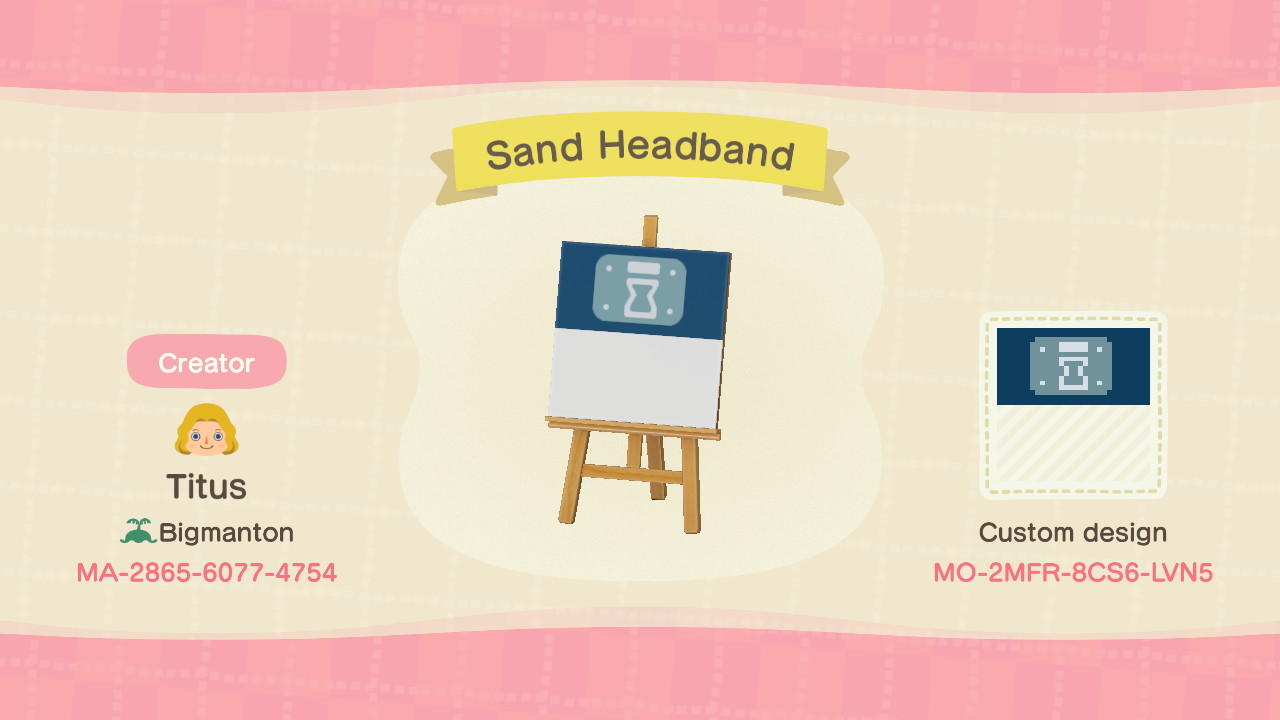 Sand Headband
Creator
Titus
Bigmanton
MA-2865-6077-4754
Custom design
MO-2MFR-8CS6-LVN5